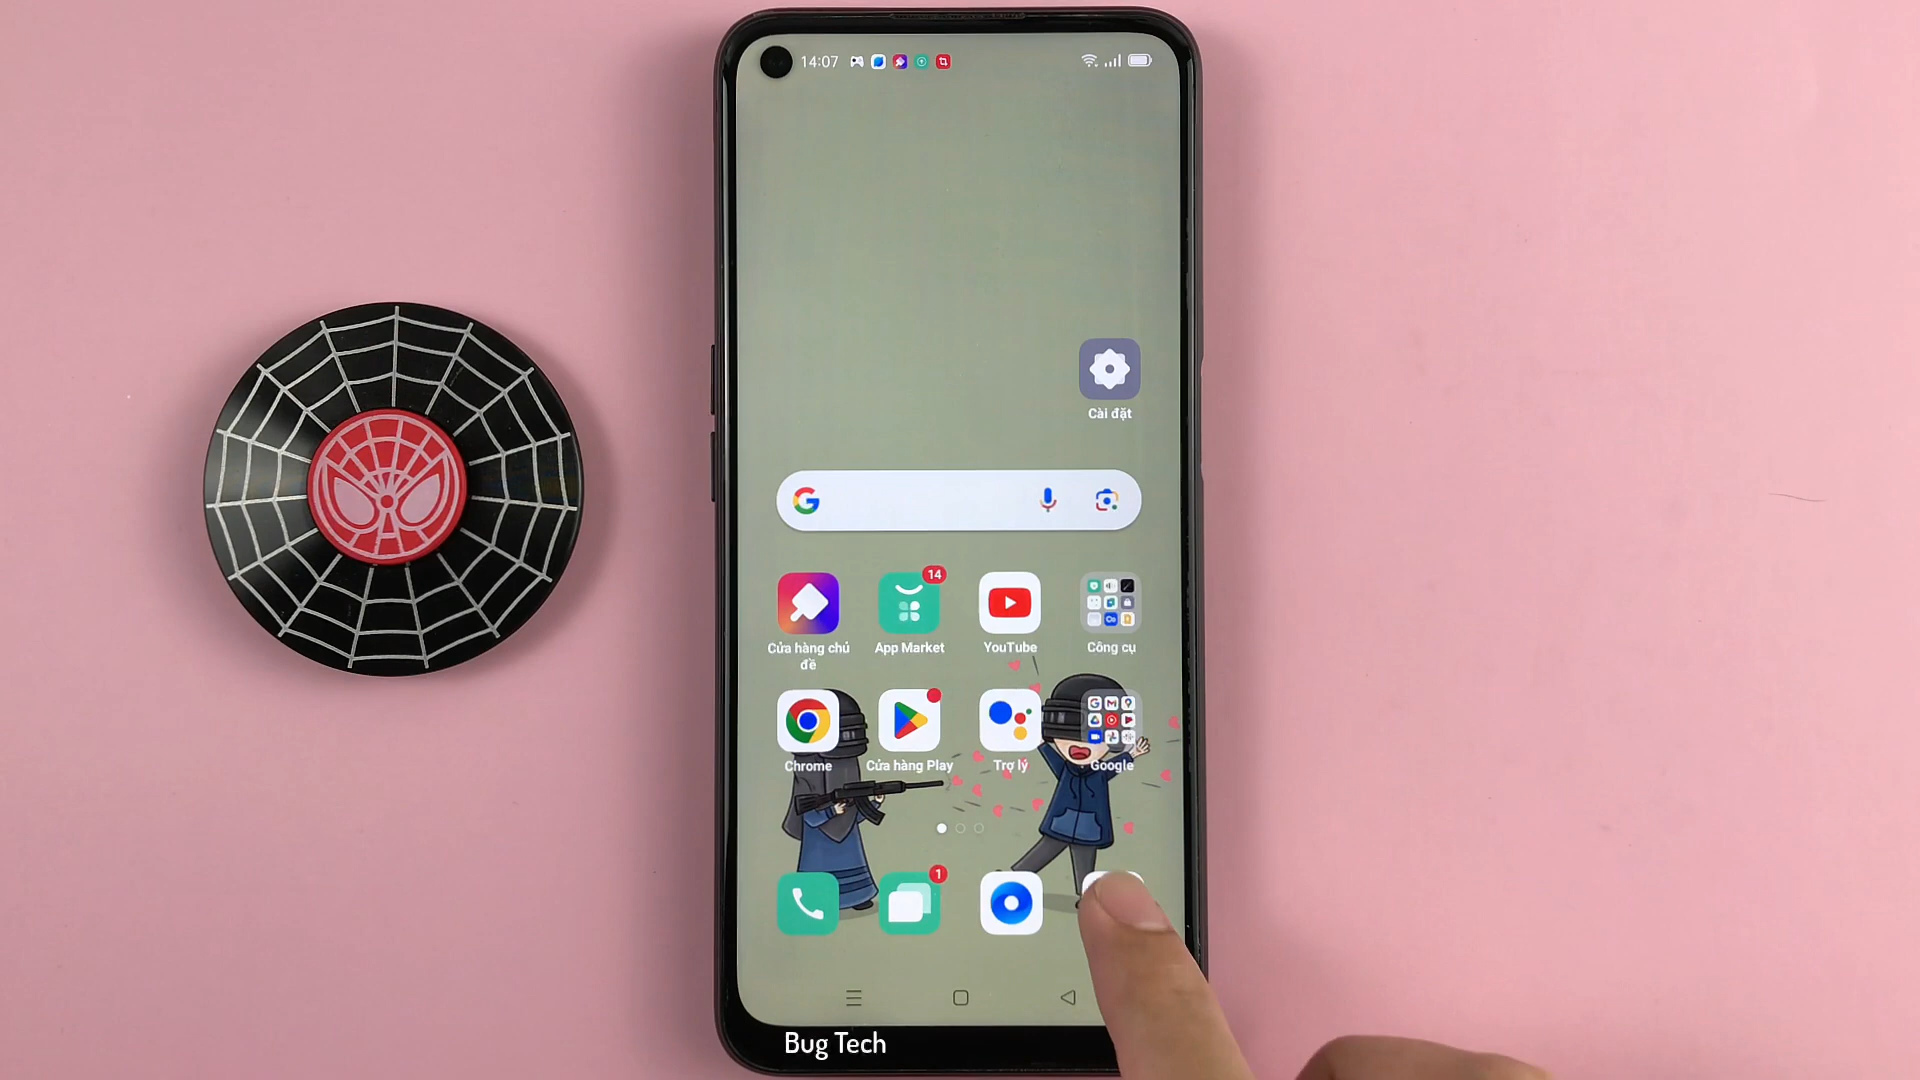 14:07
Cài đặt
14
Cửa hàng chủ đề
App Market
YouTube
Công cụ
Chrome
Cửa hàng Play
Trợ lý
Google
1
Bug Tech